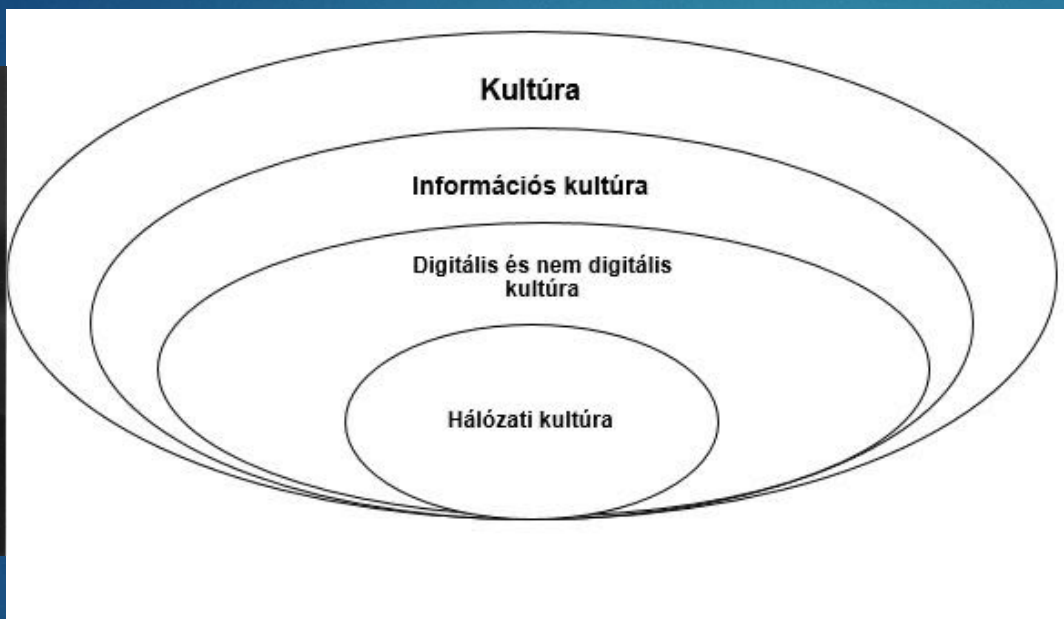 Kultúra
Információs kultúra
Digitális és nem digitális
kultúra
Hálózati kultúra